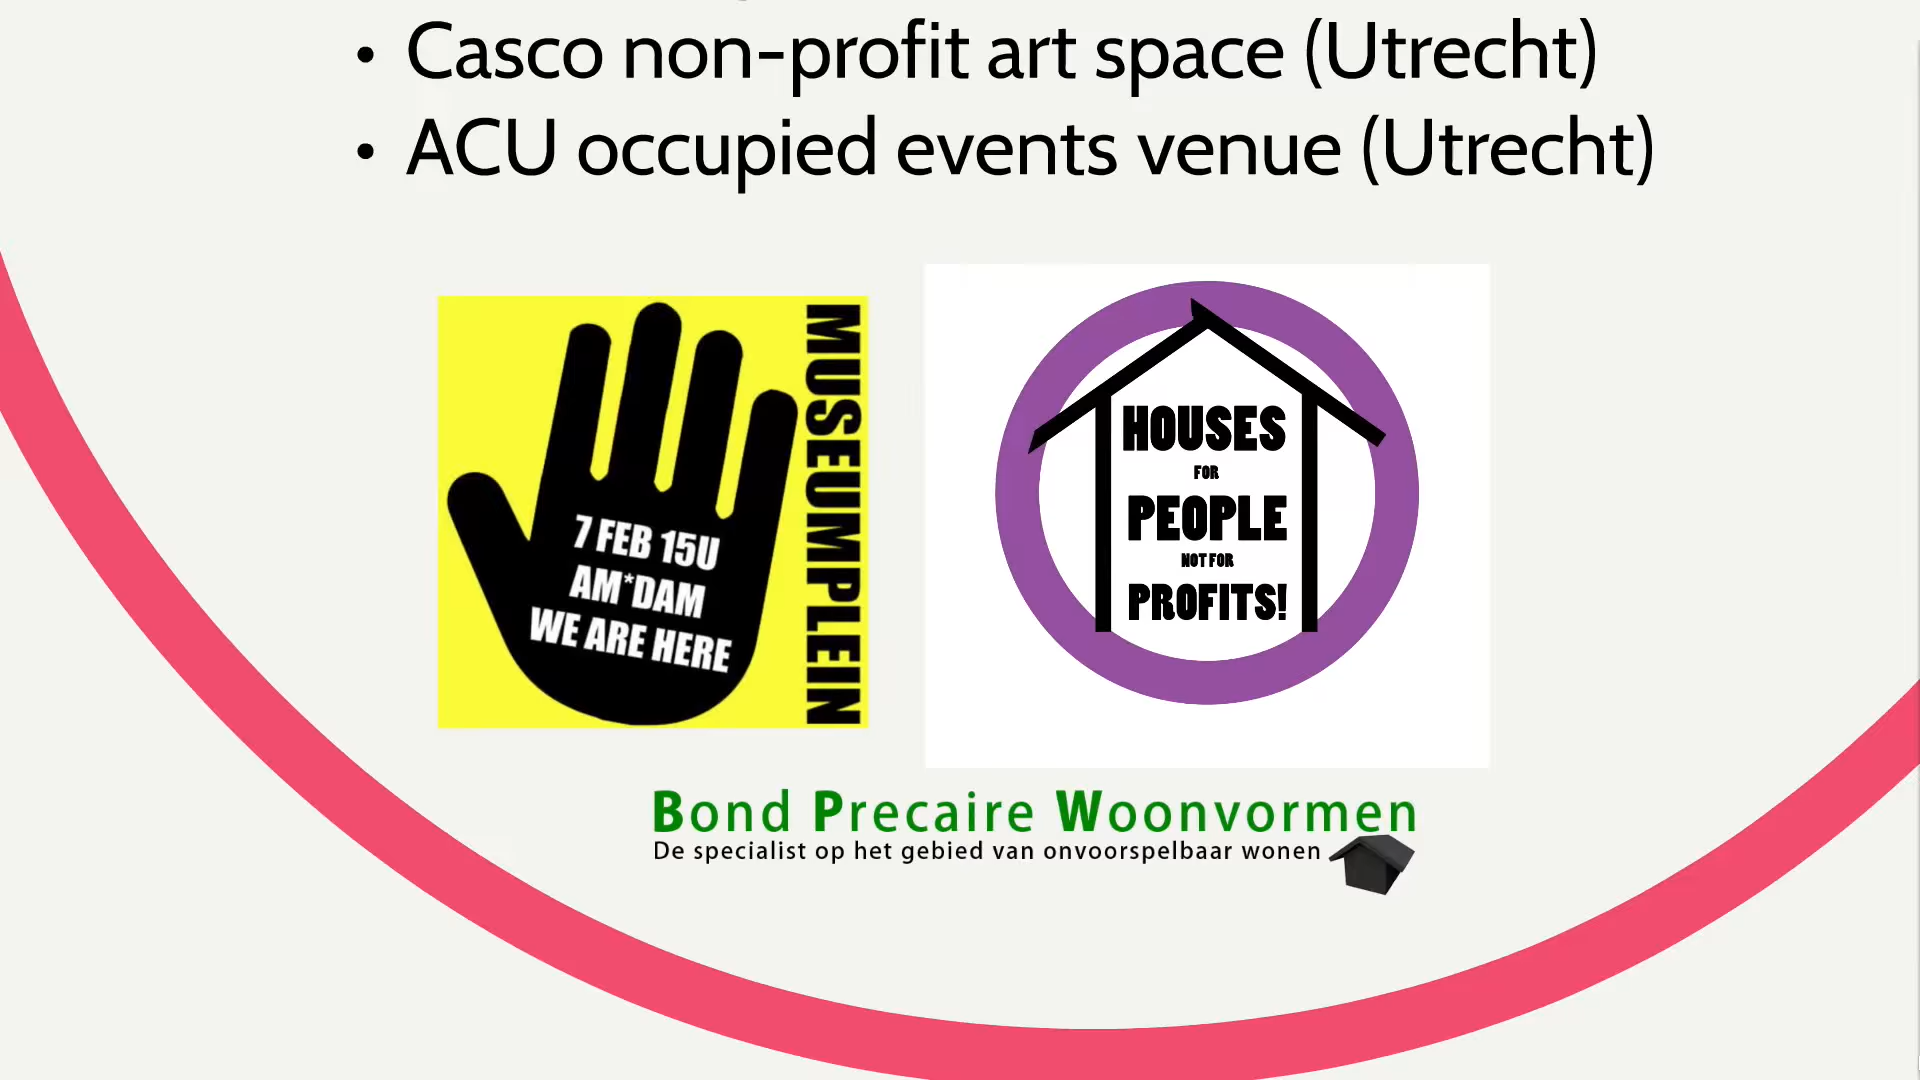 • Casco non-profit art space (Utrecht)
• ACU occupied events venue (Utrecht)
7 FEB 15U
AM*DAM
WE ARE HERE
MUSEUMPLEIN
HOUSES
FOR
PEOPLE
NOT FOR
PROFITS!
Bond Precaire Woonvormen
De specialist op het gebied van onvoorspelbaar wonen